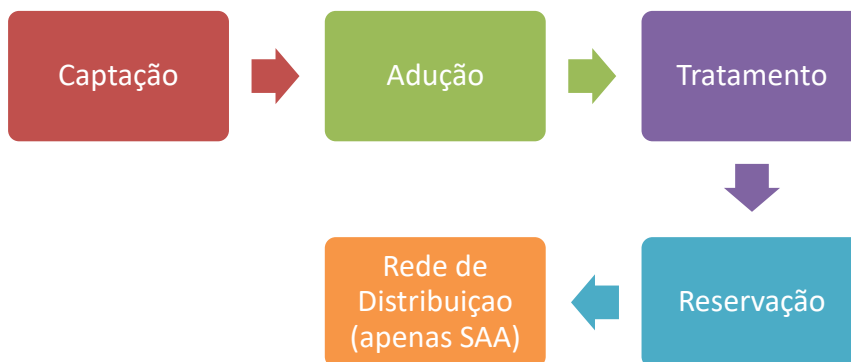 Captação
Adução
Tratamento
Reservação
Rede de
Distribuiçao
(apenas SAA)